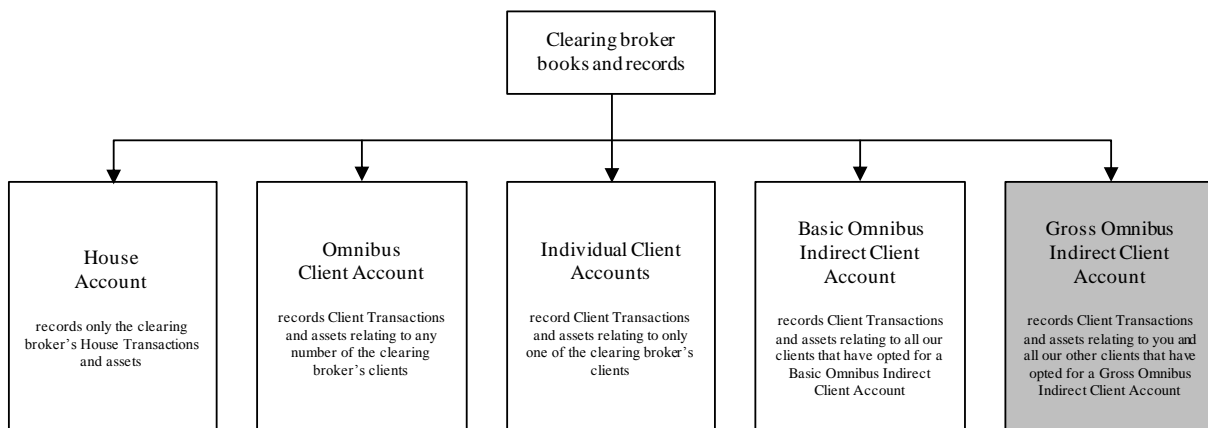 Clearing broker
books and records
House
Account
records only the clearing
broker's House Transactions
and assets
Omnibus
Client Account
records Client Transactions
and assets relating to any
number of the clearing
broker's clients
Individual Client
Accounts
record Client Transactions
and assets relating to only
one of the clearing broker's
clients
Basic Omnibus
Indirect Client
Account
records Client Transactions
and assets relating to all our
clients that have opted for a
Basic Omnibus Indirect
Client Account
Gross Omnibus
Indirect Client
Account
records Client Transactions
and assets relating to you and
all our other clients that have
opted for a Gross Omnibus
Indirect Client Account